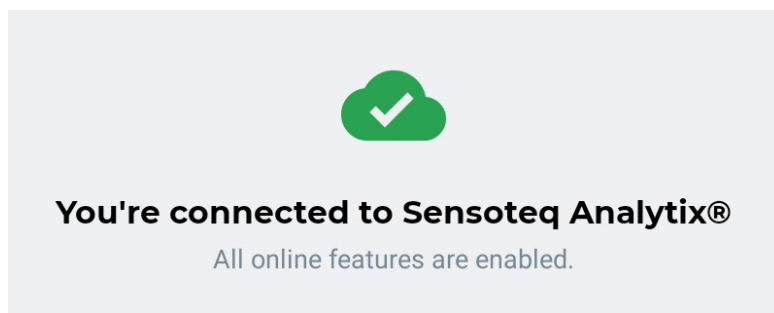 You're connected to Sensoteq Analytix®
All online features are enabled.